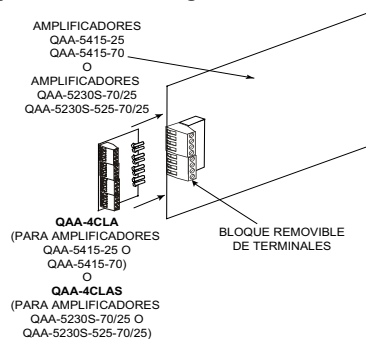 AMPLIFICADORES
QAA-5415-25
QAA-5415-70
O
AMPLIFICADORES
QAA-5230S-70/25
QAA-5230S-525-70/25
QAA-4CLA
(PARA AMPLIFICADORES
QAA-5415-25 O
QAA-5415-70)
O
QAA-4CLAS
(PARA AMPLIFICADORES
QAA-5230S-70/25 O
QAA-5230S-525-70/25)
BLOQUE REMOVIBLE
DE TERMINALES